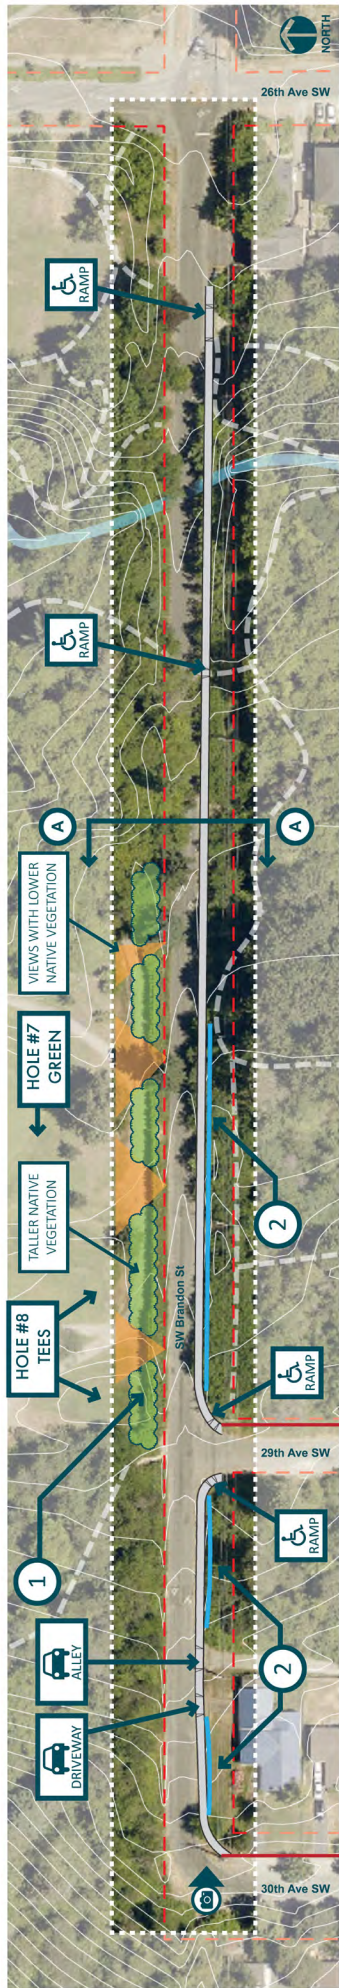 NORTH
26th Ave SW
RAMP
RAMP
A
A
VIEWS WITH LOWER
NATIVE VEGETATION
HOLE #7
GREEN
TALLER NATIVE
VEGETATION
HOLE #8
TEES
SW Brandon St
2
1
RAMP
29th Ave SW
RAMP
ALLEY
DRIVEWAY
2
30th Ave SW